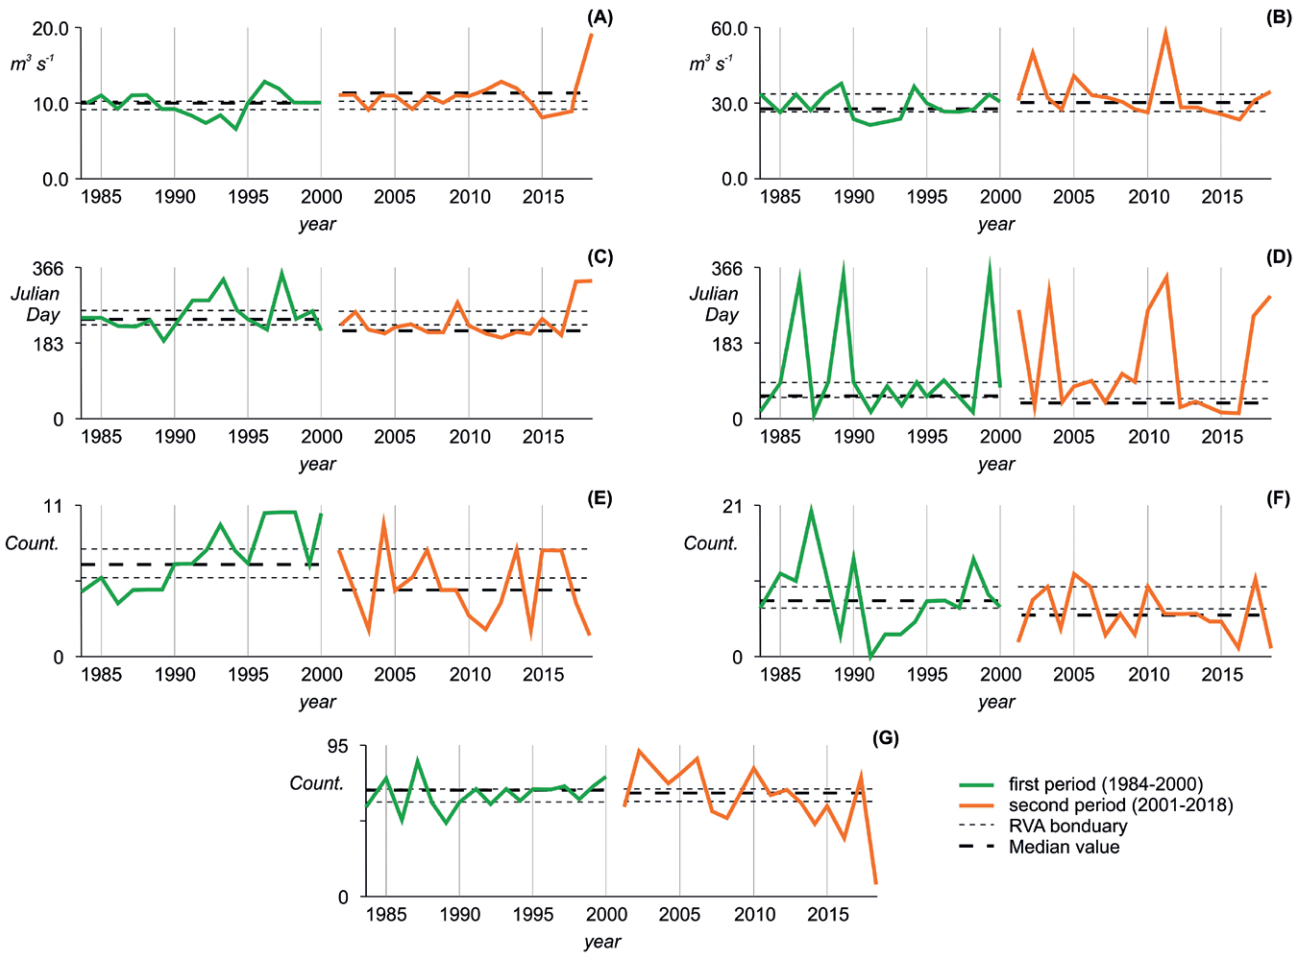 (A)
20.0
m³ s⁻¹
10.0
0.0
1985 1990 1995 2000 2005 2010 2015
year
(B)
60.0
m³ s⁻¹
30.0
0.0
1985 1990 1995 2000 2005 2010 2015
year
(C)
366
Julian
Day
183
0
1985 1990 1995 2000 2005 2010 2015
year
(D)
366
Julian
Day
183
0
1985 1990 1995 2000 2005 2010 2015
year
(E)
11
Count.
0
1985 1990 1995 2000 2005 2010 2015
year
(F)
21
Count.
0
1985 1990 1995 2000 2005 2010 2015
year
(G)
95
Count.
0
1985 1990 1995 2000 2005 2010 2015
year
first period (1984-2000)
second period (2001-2018)
RVA bonduary
Median value